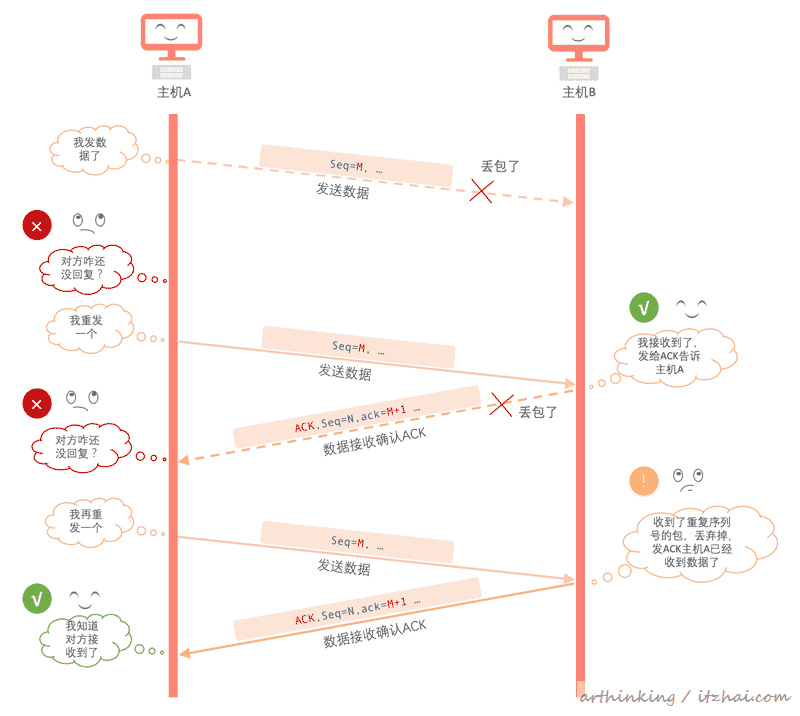 主机A
主机B
我发数
据了
Seq=M, …
发送数据
丢包了
×
对方咋还
没回复？
我重发
一个
Seq=M, …
发送数据
√
我接收到了，
发给ACK告诉
主机A
×
对方咋还
没回复？
ACK,Seq=N,ack=M+1 …
数据接收确认ACK
丢包了
!
收到了重复序列
号的包，丢弃掉，
发ACK主机A已经
收到数据了
我再重
发一个
Seq=M, …
发送数据
√
我知道
对方接
收到了
ACK,Seq=N,ack=M+1 …
数据接收确认ACK
arthinking / itzhai.com